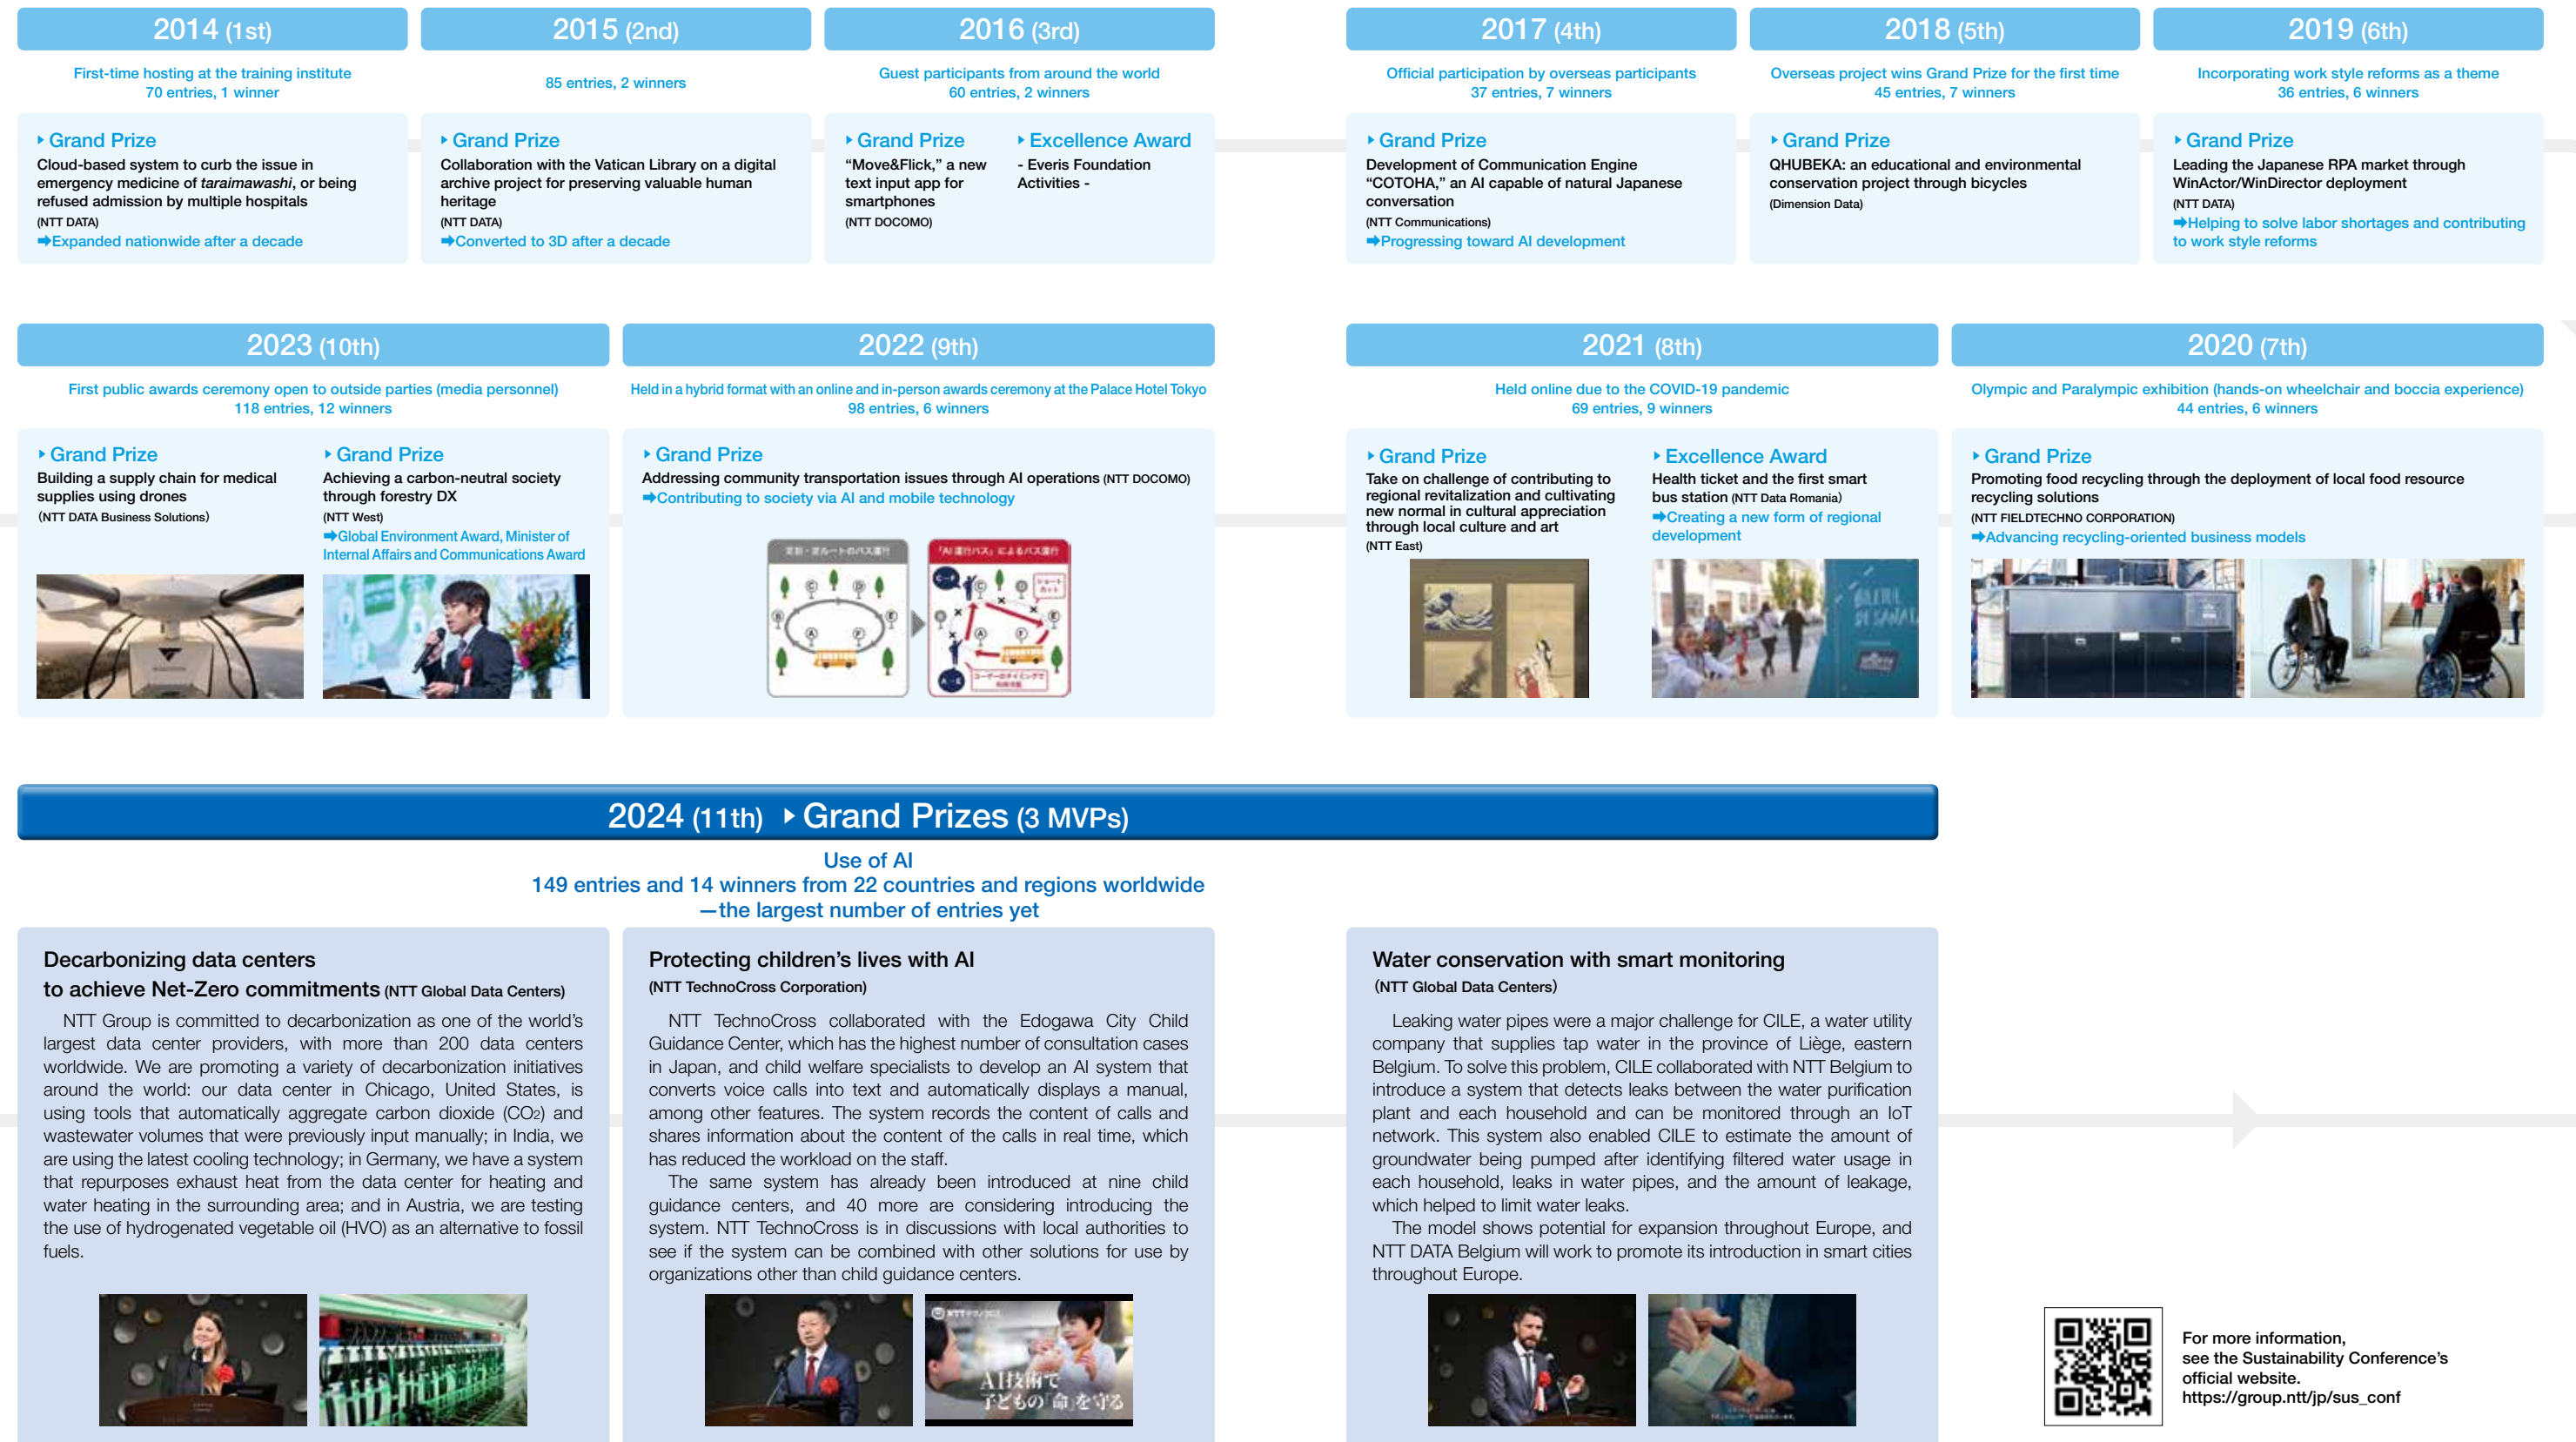 2014 (1st)
First-time hosting at the training institute
70 entries, 1 winner
Grand Prize
Cloud-based system to curb the issue in
emergency medicine of taraimawashi, or being
refused admission by multiple hospitals
(NTT DATA)
➡Expanded nationwide after a decade
2015 (2nd)
85 entries, 2 winners
Grand Prize
Collaboration with the Vatican Library on a digital
archive project for preserving valuable human
heritage
(NTT DATA)
➡Converted to 3D after a decade
2016 (3rd)
Guest participants from around the world
60 entries, 2 winners
Grand Prize
“Move&Flick,” a new
text input app for
smartphones
(NTT DOCOMO)
Excellence Award
- Everis Foundation
Activities -
2017 (4th)
Official participation by overseas participants
37 entries, 7 winners
Grand Prize
Development of Communication Engine
“COTOHA,” an AI capable of natural Japanese
conversation
(NTT Communications)
➡Progressing toward AI development
2018 (5th)
Overseas project wins Grand Prize for the first time
45 entries, 7 winners
Grand Prize
QHUBEKA: an educational and environmental
conservation project through bicycles
(Dimension Data)
2019 (6th)
Incorporating work style reforms as a theme
36 entries, 6 winners
Grand Prize
Leading the Japanese RPA market through
WinActor/WinDirector deployment
(NTT DATA)
➡Helping to solve labor shortages and contributing
to work style reforms
2023 (10th)
First public awards ceremony open to outside parties (media personnel)
118 entries, 12 winners
Grand Prize
Building a supply chain for medical
supplies using drones
(NTT DATA Business Solutions)
Grand Prize
Achieving a carbon-neutral society
through forestry DX
(NTT West)
➡Global Environment Award, Minister of
Internal Affairs and Communications Award
2022 (9th)
Held in a hybrid format with an online and in-person awards ceremony at the Palace Hotel Tokyo
98 entries, 6 winners
Grand Prize
Addressing community transportation issues through AI operations (NTT DOCOMO)
➡Contributing to society via AI and mobile technology
定刻・定ルートのバス運行
「AI運行バス」によるバス運行
2021 (8th)
Held online due to the COVID-19 pandemic
69 entries, 9 winners
Grand Prize
Take on challenge of contributing to
regional revitalization and cultivating
new normal in cultural appreciation
through local culture and art
(NTT East)
Excellence Award
Health ticket and the first smart
bus station (NTT Data Romania)
➡Creating a new form of regional
development
2020 (7th)
Olympic and Paralympic exhibition (hands-on wheelchair and boccia experience)
44 entries, 6 winners
Grand Prize
Promoting food recycling through the deployment of local food resource
recycling solutions
(NTT FIELDTECHNO CORPORATION)
➡Advancing recycling-oriented business models
2024 (11th) Grand Prizes (3 MVPs)
Use of AI
149 entries and 14 winners from 22 countries and regions worldwide
—the largest number of entries yet
Decarbonizing data centers
to achieve Net-Zero commitments (NTT Global Data Centers)
NTT Group is committed to decarbonization as one of the world’s
largest data center providers, with more than 200 data centers
worldwide. We are promoting a variety of decarbonization initiatives
around the world: our data center in Chicago, United States, is
using tools that automatically aggregate carbon dioxide (CO2) and
wastewater volumes that were previously input manually; in India, we
are using the latest cooling technology; in Germany, we have a system
that repurposes exhaust heat from the data center for heating and
water heating in the surrounding area; and in Austria, we are testing
the use of hydrogenated vegetable oil (HVO) as an alternative to fossil
fuels.
Protecting children’s lives with AI
(NTT TechnoCross Corporation)
NTT TechnoCross collaborated with the Edogawa City Child
Guidance Center, which has the highest number of consultation cases
in Japan, and child welfare specialists to develop an AI system that
converts voice calls into text and automatically displays a manual,
among other features. The system records the content of calls and
shares information about the content of the calls in real time, which
has reduced the workload on the staff.
The same system has already been introduced at nine child
guidance centers, and 40 more are considering introducing the
system. NTT TechnoCross is in discussions with local authorities to
see if the system can be combined with other solutions for use by
organizations other than child guidance centers.
NTTテクノクロス
AI技術で
子どもの「命」を守る
Water conservation with smart monitoring
(NTT Global Data Centers)
Leaking water pipes were a major challenge for CILE, a water utility
company that supplies tap water in the province of Liège, eastern
Belgium. To solve this problem, CILE collaborated with NTT Belgium to
introduce a system that detects leaks between the water purification
plant and each household and can be monitored through an IoT
network. This system also enabled CILE to estimate the amount of
groundwater being pumped after identifying filtered water usage in
each household, leaks in water pipes, and the amount of leakage,
which helped to limit water leaks.
The model shows potential for expansion throughout Europe, and
NTT DATA Belgium will work to promote its introduction in smart cities
throughout Europe.
For more information,
see the Sustainability Conference’s
official website.
https://group.ntt/jp/sus_conf